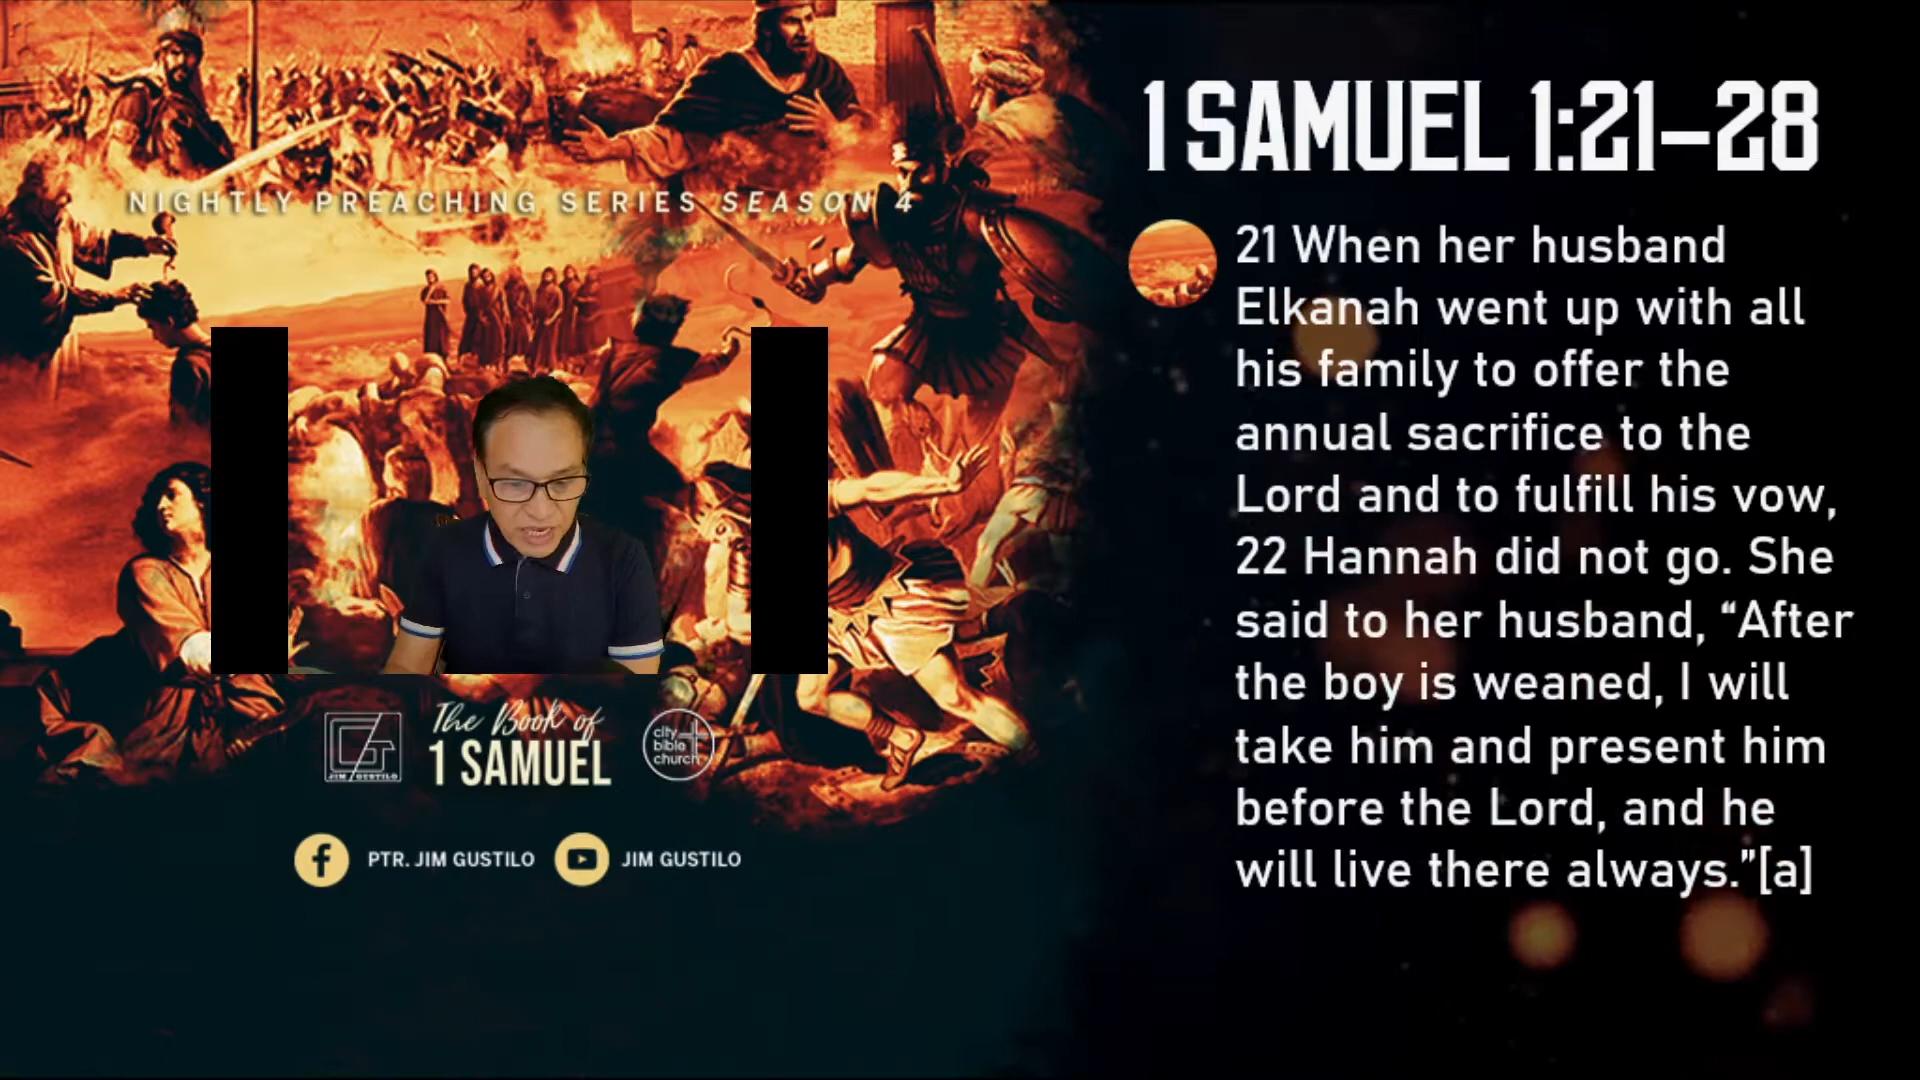 NIGHTLY PREACHING SERIES SEASON 4
JIM GUSTILO
The Book of
1 SAMUEL
city
bible
church
PTR. JIM GUSTILO
JIM GUSTILO
1 SAMUEL 1:21–28
21 When her husband
Elkanah went up with all
his family to offer the
annual sacrifice to the
Lord and to fulfill his vow,
22 Hannah did not go. She
said to her husband, “After
the boy is weaned, I will
take him and present him
before the Lord, and he
will live there always.”[a]